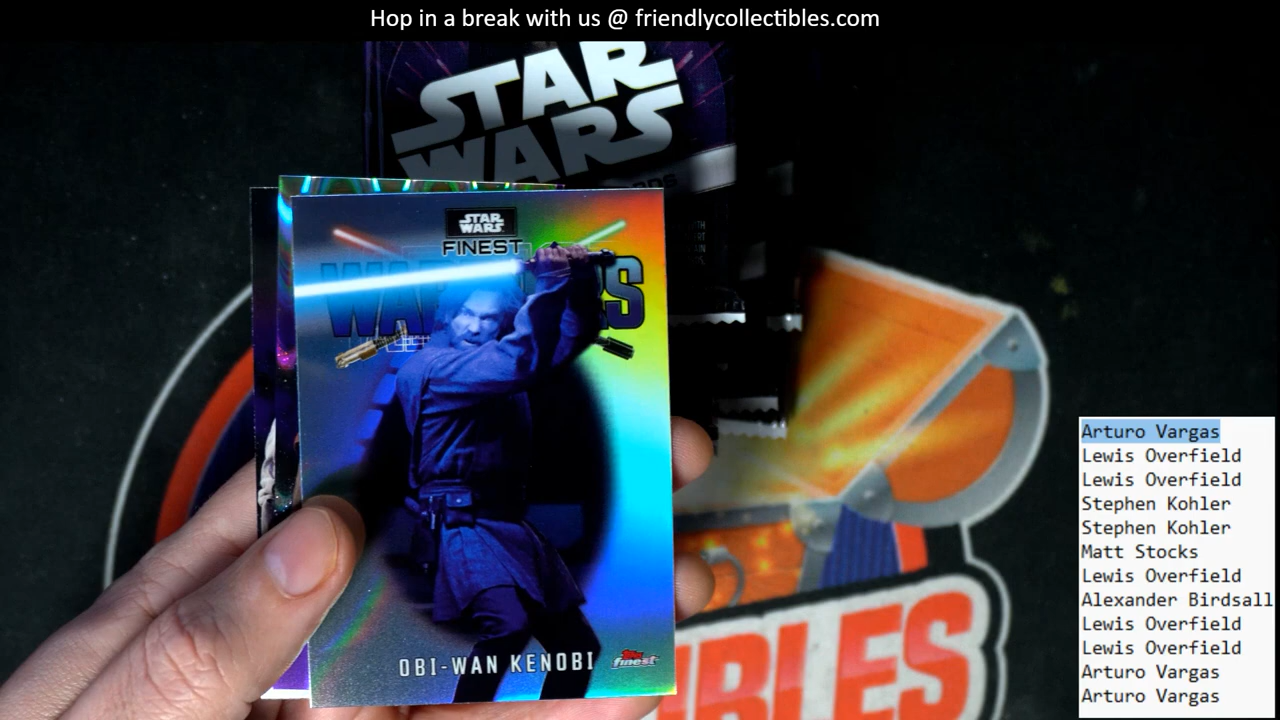 Hop in a break with us @ friendlycollectibles.com
STAR
WARS
STAR
WARS
FINEST
OBI-WAN KENOBI
Topps
finest
IBLES
Arturo Vargas
Lewis Overfield
Lewis Overfield
Stephen Kohler
Stephen Kohler
Matt Stocks
Lewis Overfield
Alexander Birdsall
Lewis Overfield
Lewis Overfield
Arturo Vargas
Arturo Vargas